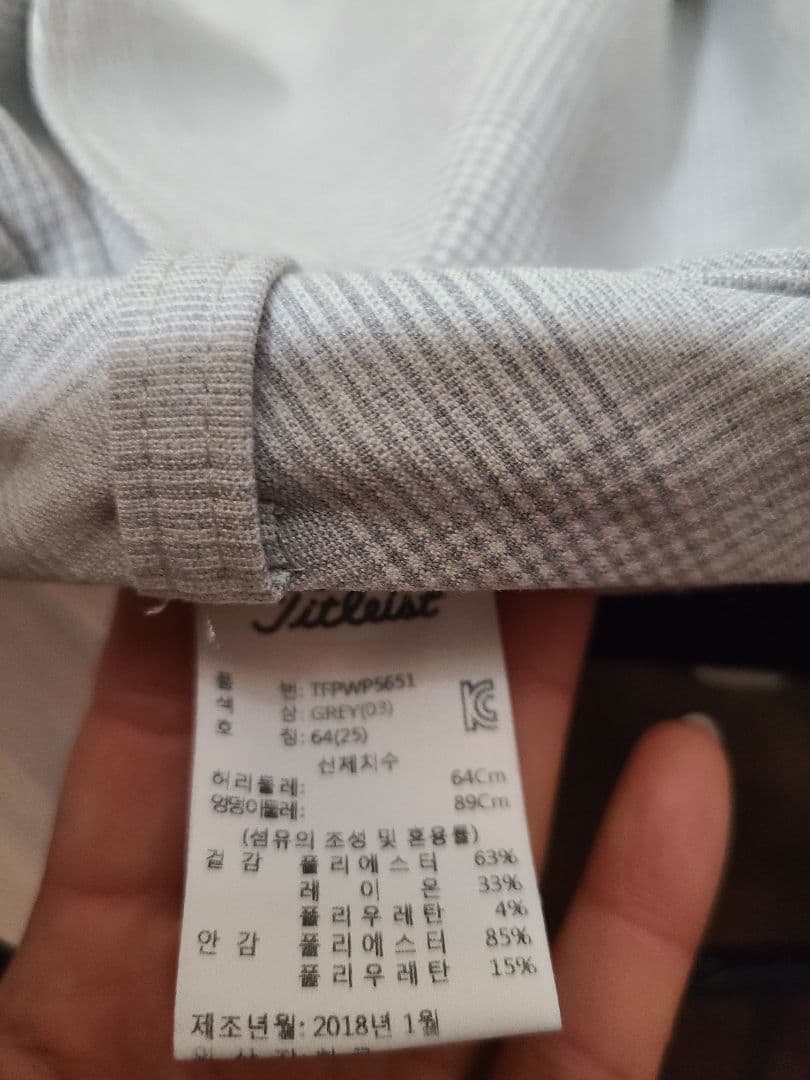 Titleist
품 번: TFPWP5651
색 상: GREY(03)
호 칭: 64(25)
신체치수
허리둘레: 64Cm
엉덩이둘레: 89Cm
(섬유의 조성 및 혼용률)
겉 감 폴리에스터 63%
레 이 온 33%
폴리우레탄 4%
안 감 폴리에스터 85%
폴리우레탄 15%
제조년월: 2018년 1월